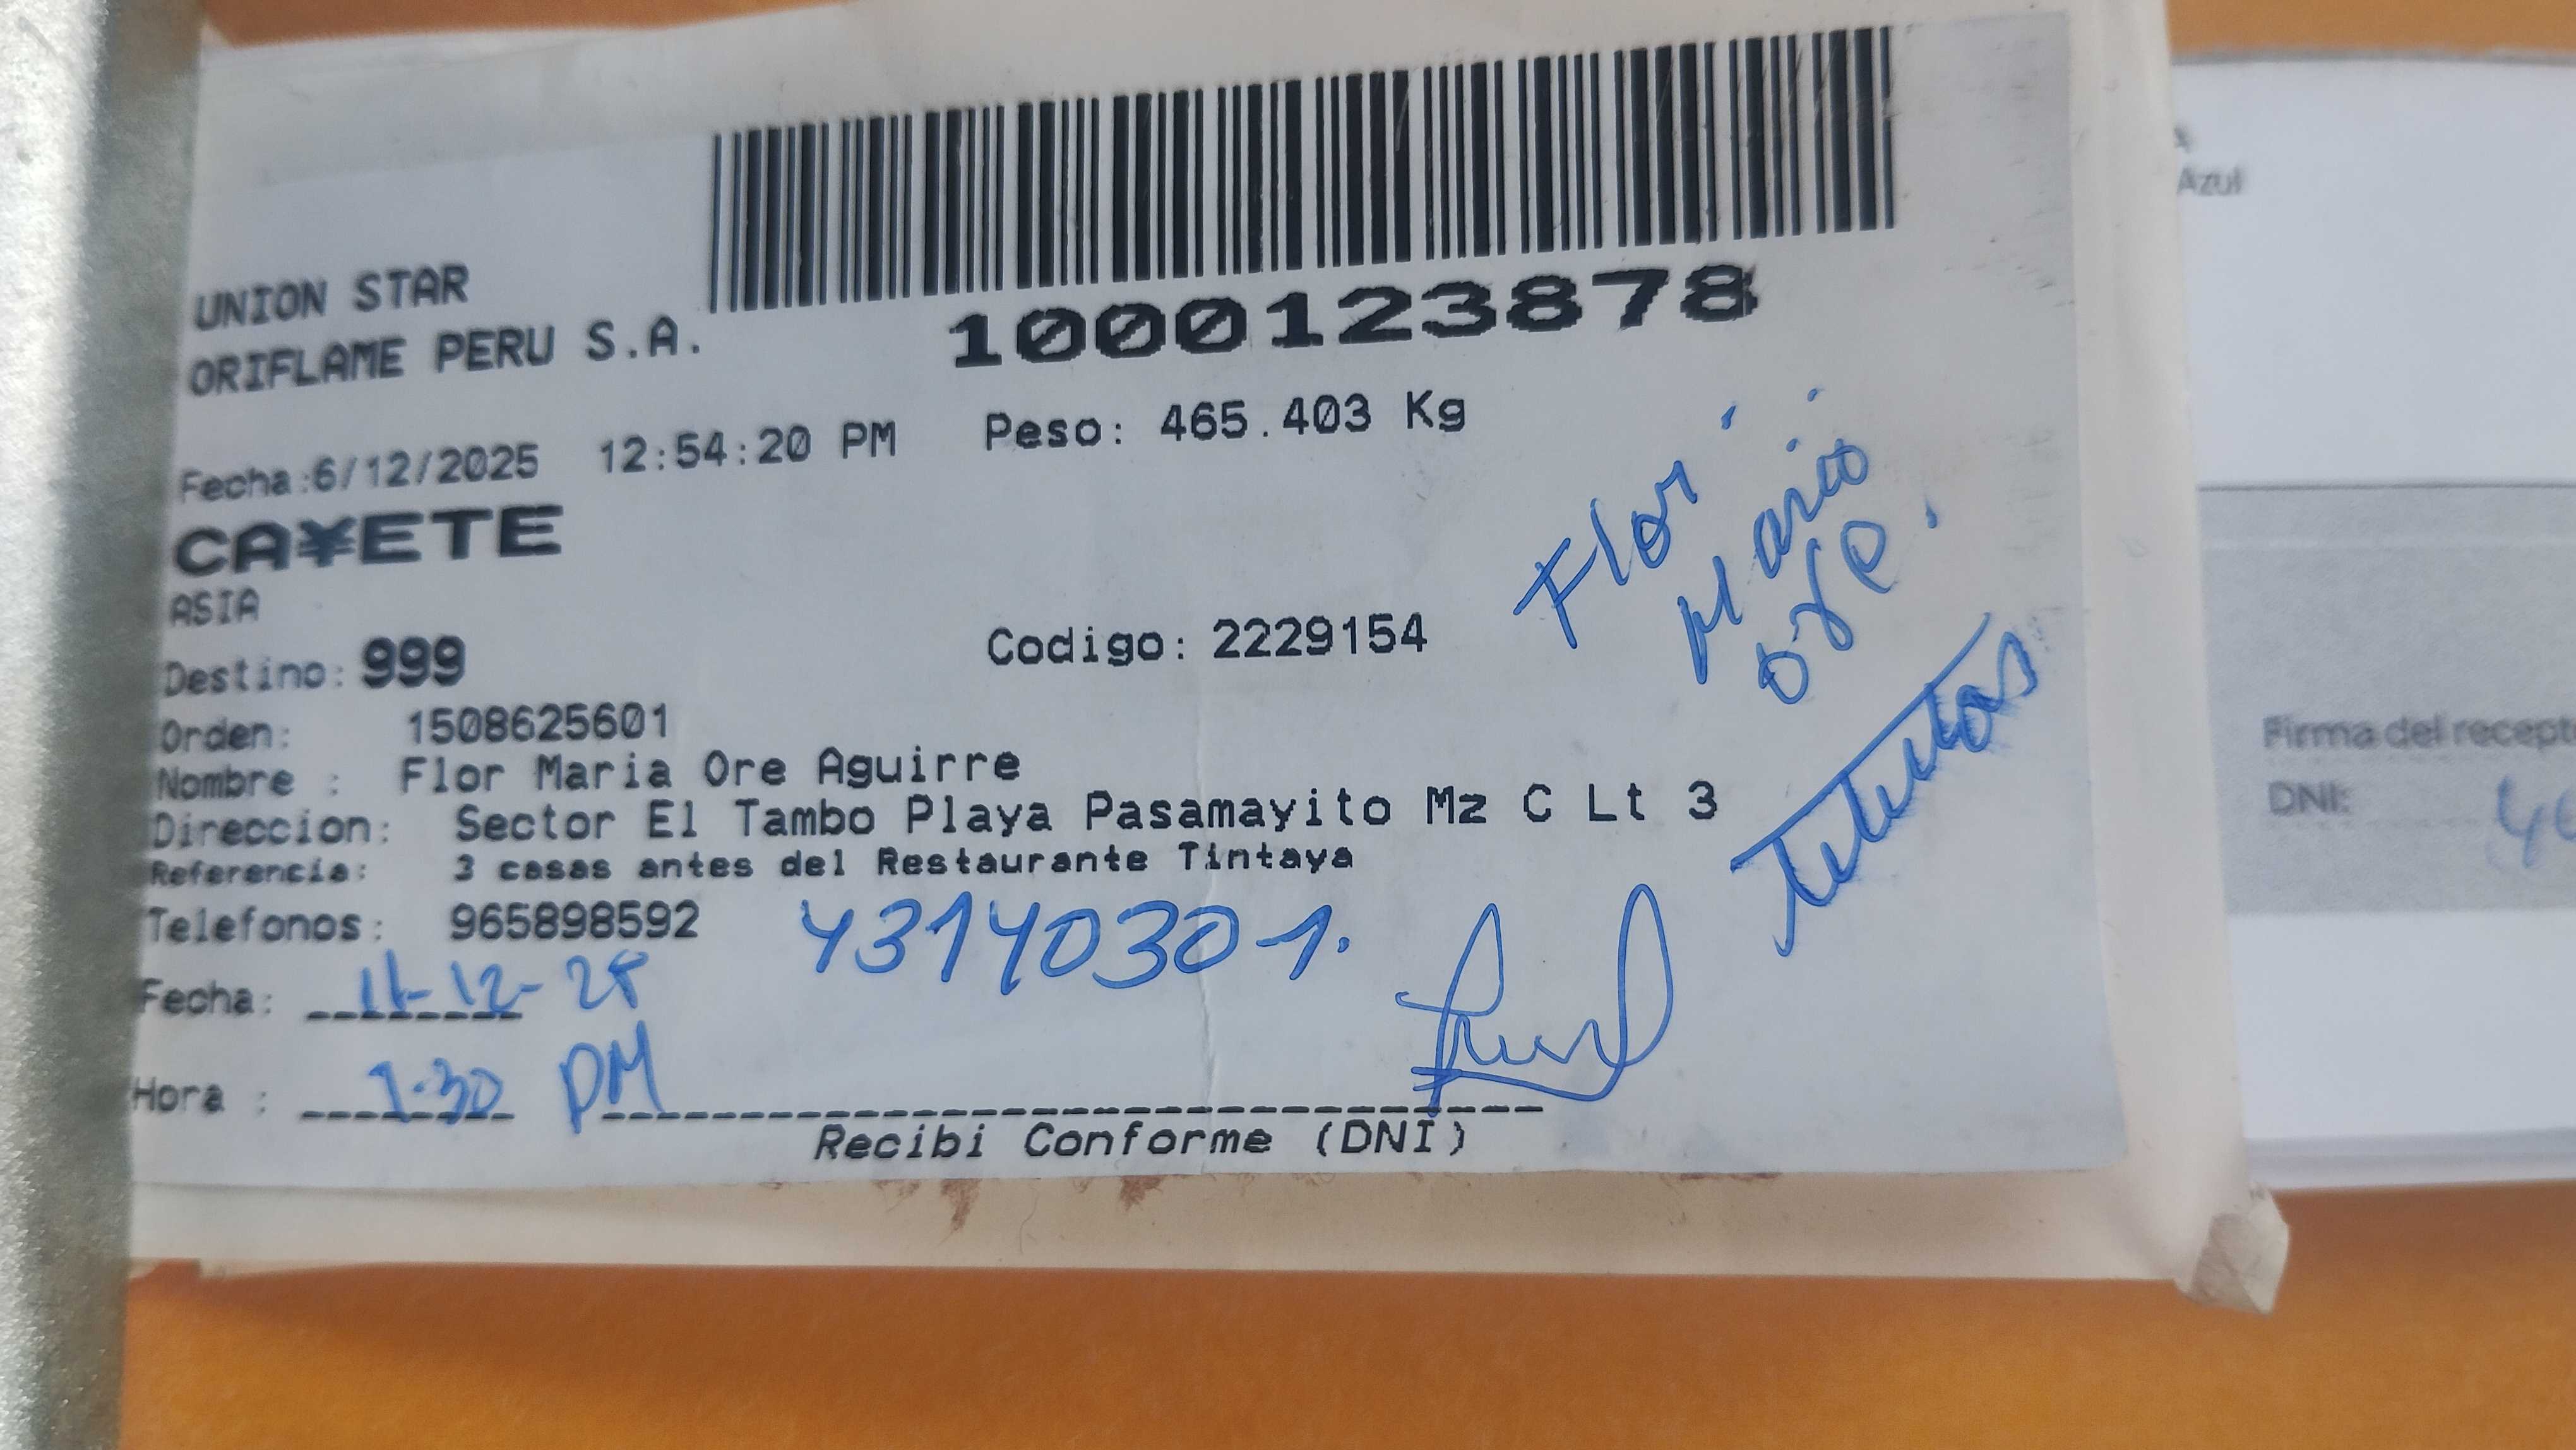 UNION STAR
ORIFLAME PERU S.A.
1000123878
Fecha:6/12/2025 12:54:20 PM Peso: 465.403 Kg
CA¥ETE
ASIA
Destino: 999 Codigo: 2229154
Orden: 1508625601
Nombre : Flor Maria Ore Aguirre
Direccion: Sector El Tambo Playa Pasamayito Mz C Lt 3
Referencia: 3 casas antes del Restaurante Tintaya
Telefonos: 965898592 43140301.
Fecha: 11-12-25
Hora : 1.30 PM
Recibi Conforme (DNI)
Flor
Maria
Ore.
Azul
Firma del recept
DNI: